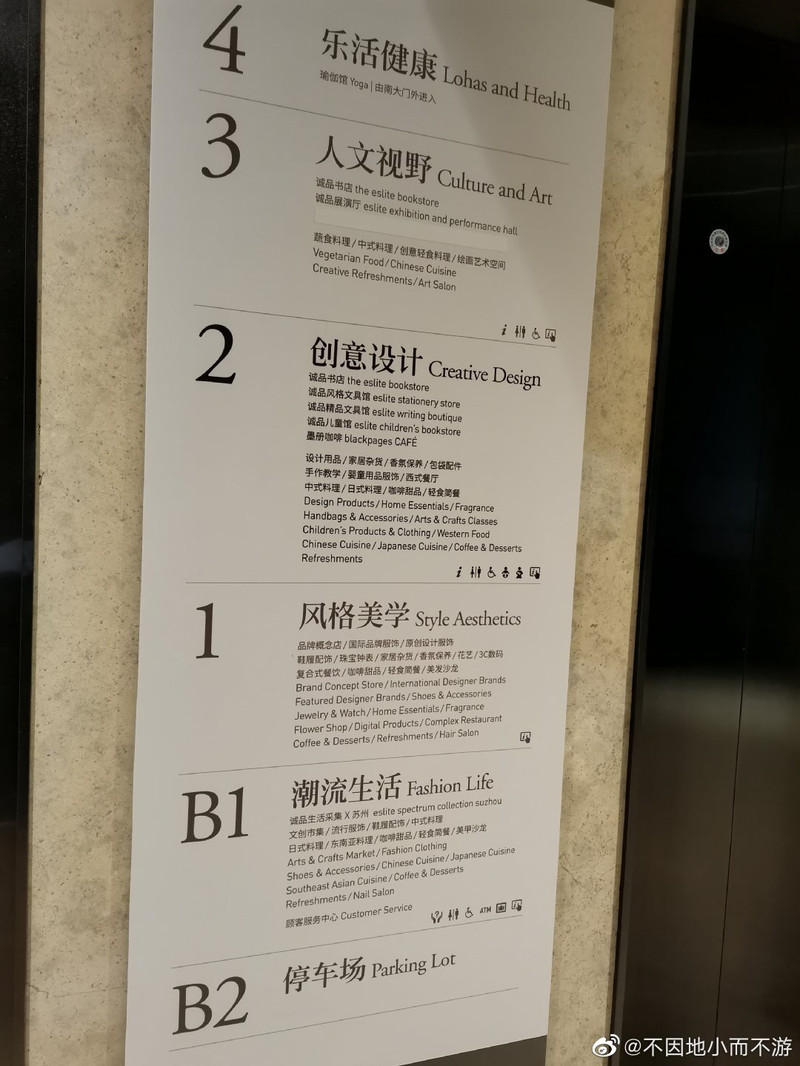 4
乐活健康 Lohas and Health
瑜伽馆 Yoga | 由南大门外进入
3
人文视野 Culture and Art
诚品书店 the eslite bookstore
诚品展演厅 eslite exhibition and performance hall
蔬食料理/中式料理/创意轻食料理/绘画艺术空间
Vegetarian Food/Chinese Cuisine
Creative Refreshments/Art Salon
2
创意设计 Creative Design
诚品书店 the eslite bookstore
诚品风格文具馆 eslite stationery store
诚品精品文具馆 eslite writing boutique
诚品儿童馆 eslite children's bookstore
墨册咖啡 blackpages CAFÉ
设计用品/家居杂货/香氛保养/包袋配件
手作教学/婴童用品服饰/西式餐厅
中式料理/日式料理/咖啡甜品/轻食简餐
Design Products/Home Essentials/Fragrance
Handbags & Accessories/Arts & Crafts Classes
Children's Products & Clothing/Western Food
Chinese Cuisine/Japanese Cuisine/Coffee & Desserts
Refreshments
1
风格美学 Style Aesthetics
品牌概念店/国际品牌服饰/原创设计服饰
鞋履配饰/珠宝钟表/家居杂货/香氛保养/花艺/3C数码
复合式餐饮/咖啡甜品/轻食简餐/美发沙龙
Brand Concept Store/International Designer Brands
Featured Designer Brands/Shoes & Accessories
Jewelry & Watch/Home Essentials/Fragrance
Flower Shop/Digital Products/Complex Restaurant
Coffee & Desserts/Refreshments/Hair Salon
B1
潮流生活 Fashion Life
诚品生活采集 X 苏州 eslite spectrum collection suzhou
文创市集/流行服饰/鞋履配饰/中式料理
日式料理/东南亚料理/咖啡甜品/轻食简餐/美甲沙龙
Arts & Crafts Market/Fashion Clothing
Shoes & Accessories/Chinese Cuisine/Japanese Cuisine
Southeast Asian Cuisine/Coffee & Desserts
Refreshments/Nail Salon
顾客服务中心 Customer Service
ATM
B2
停车场 Parking Lot
@不因地小而不游